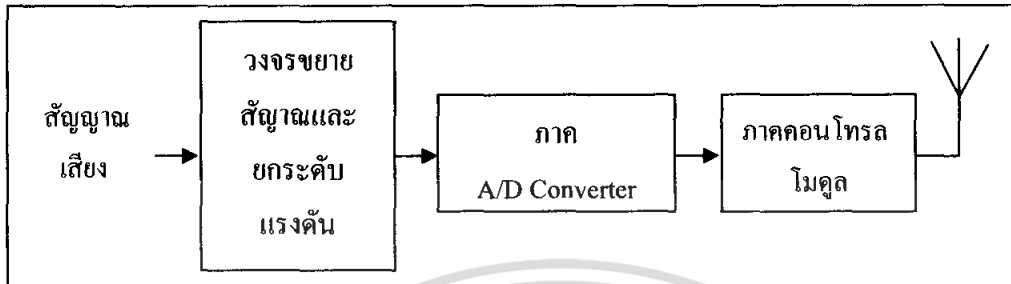 สัญญาณ
เสียง
วงจรขยาย
สัญาณและ
ยกระดับ
แรงดัน
ภาค
A/D Converter
ภาคคอนโทรล
โมดูล